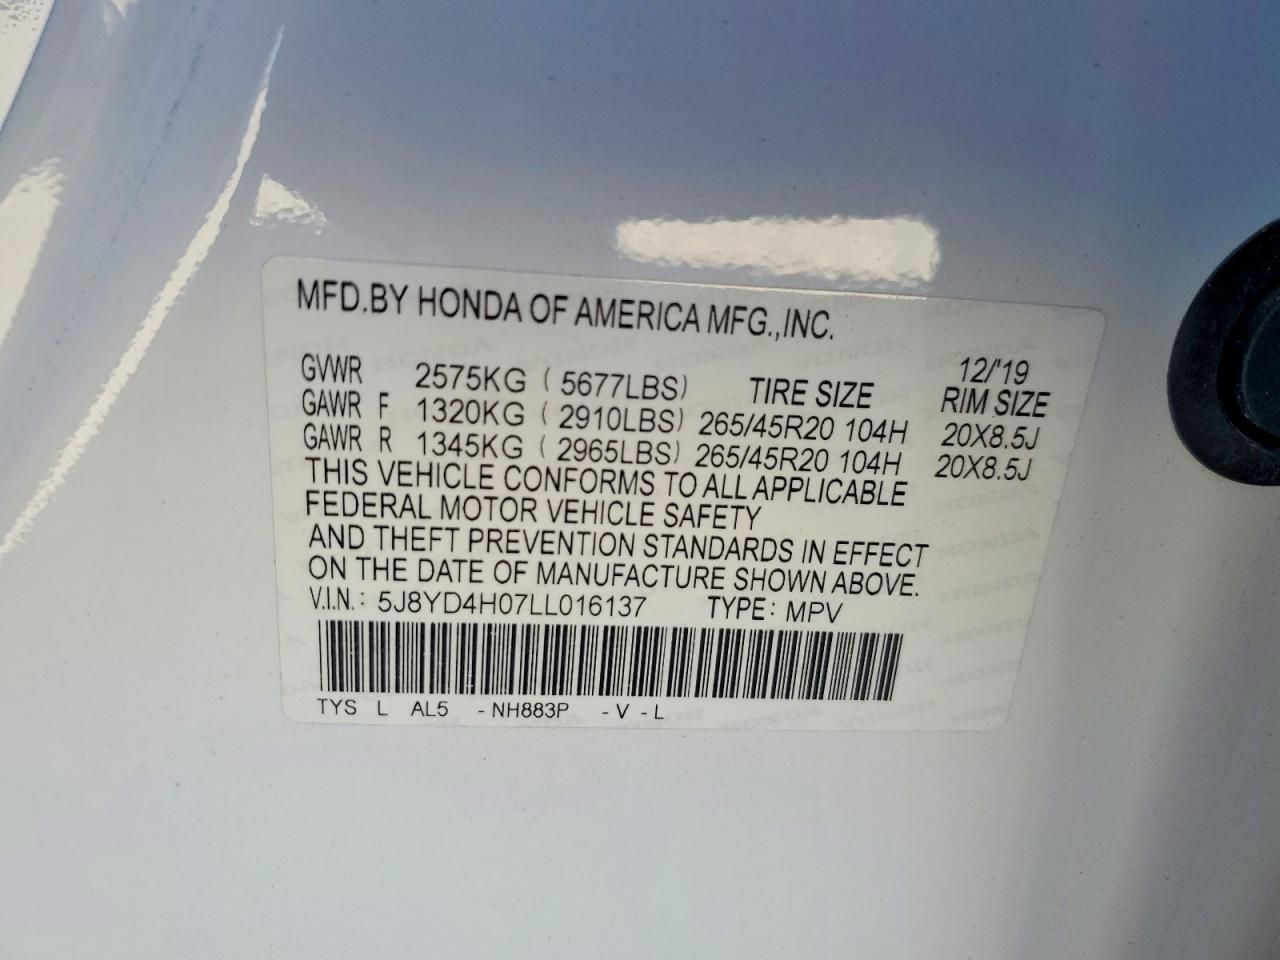 MFD.BY HONDA OF AMERICA MFG.,INC.
12/'19
GVWR 2575KG ( 5677LBS) TIRE SIZE RIM SIZE
GAWR F 1320KG ( 2910LBS) 265/45R20 104H 20X8.5J
GAWR R 1345KG ( 2965LBS) 265/45R20 104H 20X8.5J
THIS VEHICLE CONFORMS TO ALL APPLICABLE
FEDERAL MOTOR VEHICLE SAFETY
AND THEFT PREVENTION STANDARDS IN EFFECT
ON THE DATE OF MANUFACTURE SHOWN ABOVE.
V.I.N.: 5J8YD4H07LL016137 TYPE: MPV
TYS L AL5 -NH883P -V-L